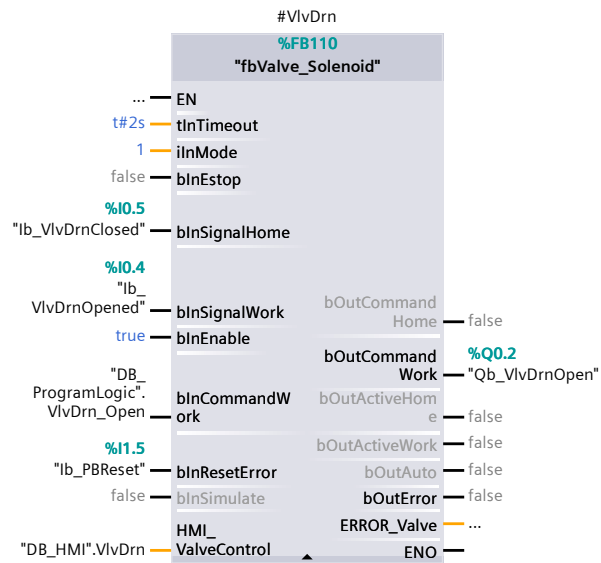 #VlvDrn
%FB110
"fbValve_Solenoid"
... EN
t#2s tInTimeout
1 iInMode
false bInEstop
%I0.5
"Ib_VlvDrnClosed" bInSignalHome
%I0.4
"Ib_
VlvDrnOpened" bInSignalWork
true bInEnable
"DB_
ProgramLogic".
VlvDrn_Open
bInCommandW
ork
%I1.5
"Ib_PBReset" bInResetError
false bInSimulate
"DB_HMI".VlvDrn
HMI_
ValveControl
bOutCommand
Home false
bOutCommand
Work
%Q0.2
"Qb_VlvDrnOpen"
bOutActiveHom
e false
bOutActiveWork false
bOutAuto false
bOutError false
ERROR_Valve ...
ENO